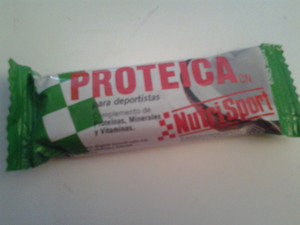 PROTEICA
para deportistas
Complemento de
Proteínas, Minerales
y Vitaminas.
NutriSport